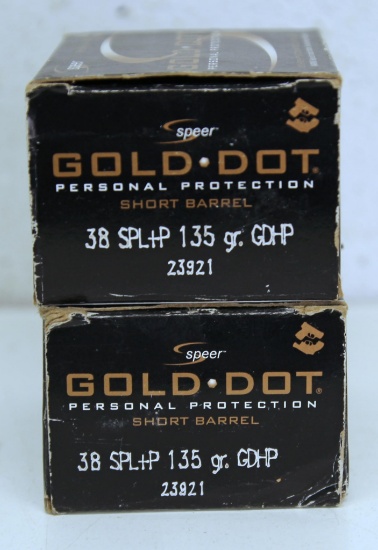 Speer
GOLD DOT
PERSONAL PROTECTION
SHORT BARREL
38 SPL+P 135 gr. GDHP
23921
Speer
GOLD DOT®
PERSONAL PROTECTION
SHORT BARREL
38 SPL+P 135 gr. GDHP
23921